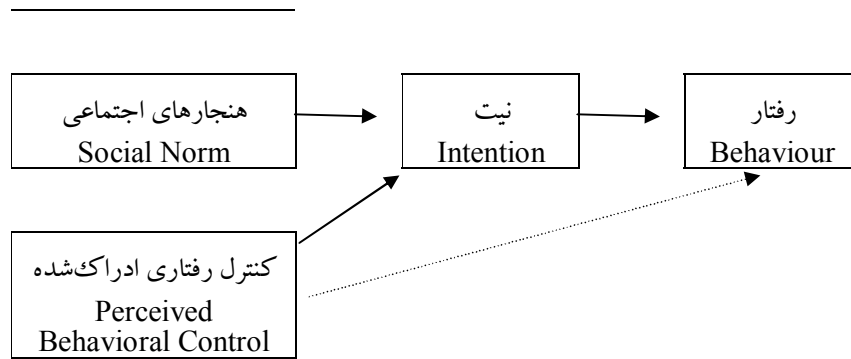 هنجارهای اجتماعی
Social Norm
نیت
Intention
رفتار
Behaviour
کنترل رفتاری ادراک‌شده
Perceived
Behavioral Control